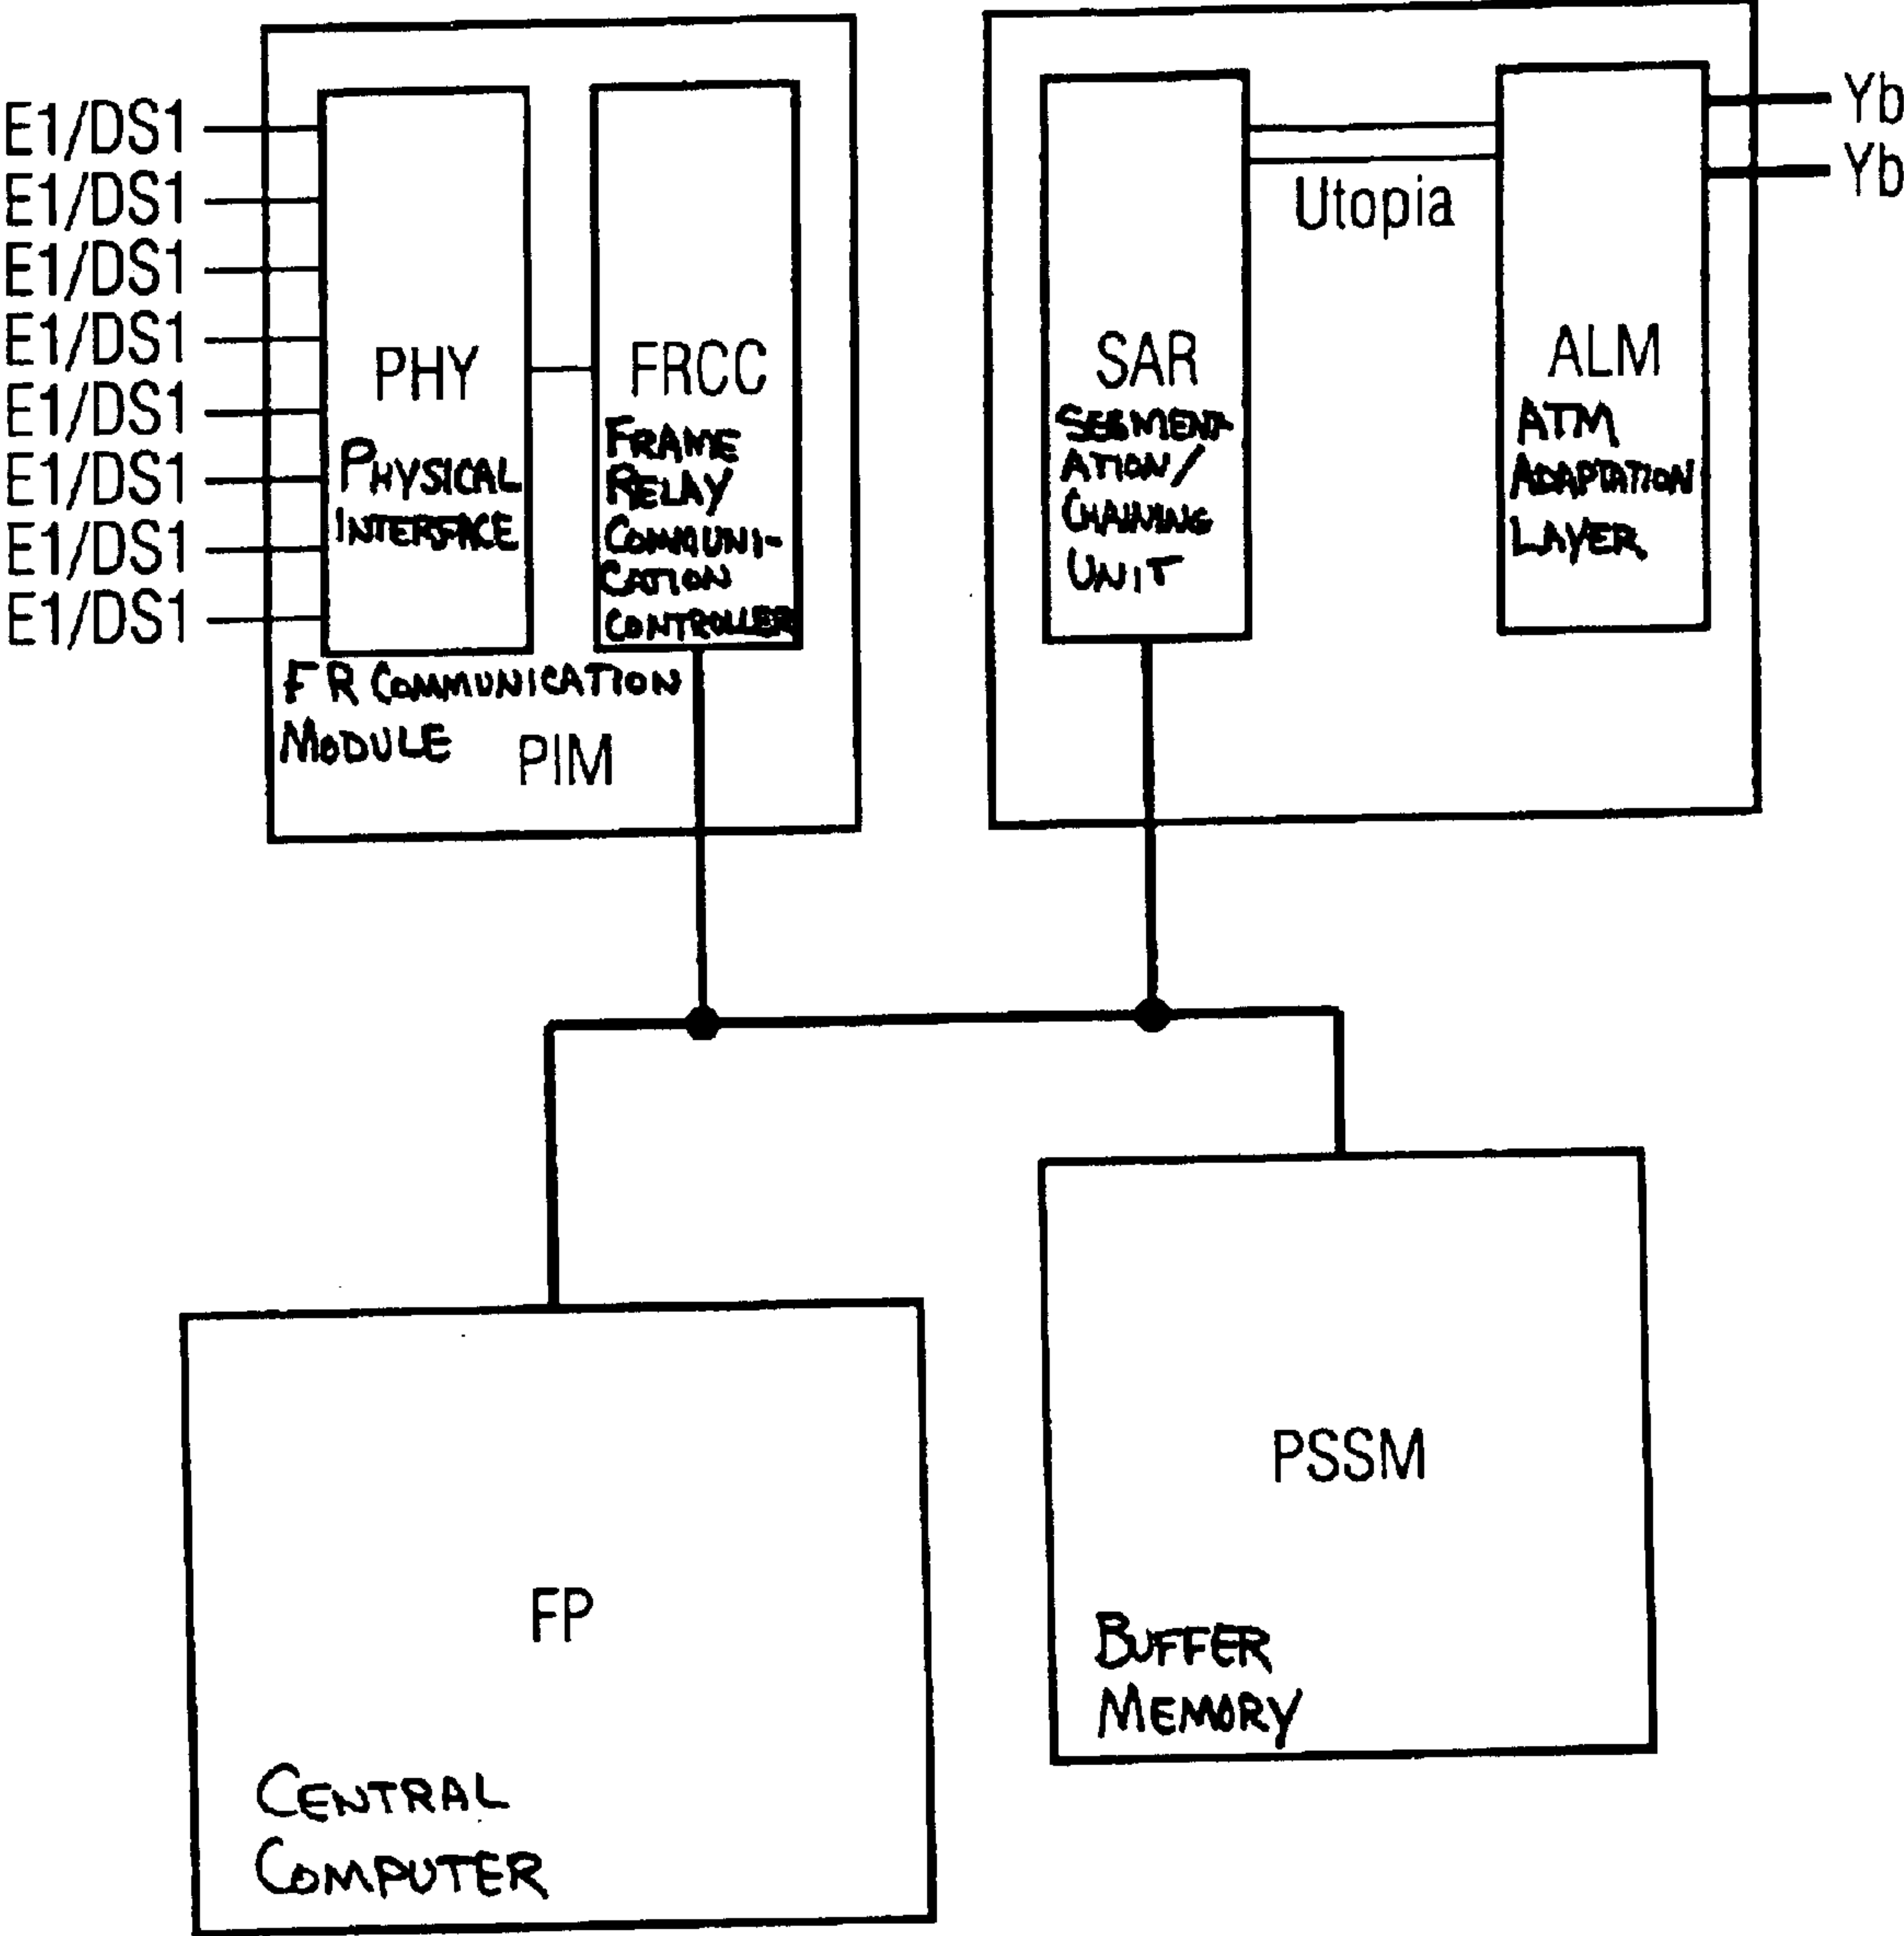 E1/DS1
E1/DS1
E1/DS1
E1/DS1
E1/DS1
E1/DS1
E1/DS1
E1/DS1
PHY
PHYSICAL
INTERFACE
FRCC
FRAME
RELAY
COMMUNI-
CATION
CONTROLLER
FR COMMUNICATION
MODULE
PIM
SAR
SEGMENT-
ATION/
CHAINING
UNIT
Utopia
ALM
ATM
ADAPTATION
LAYER
Yb
Yb
FP
CENTRAL
COMPUTER
PSSM
BUFFER
MEMORY